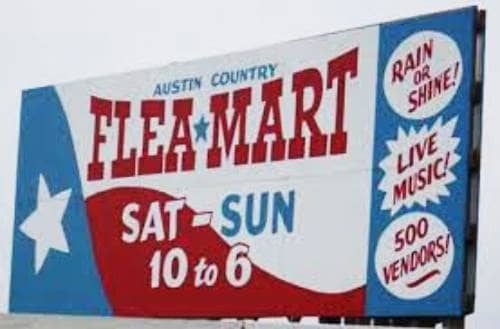 AUSTIN COUNTRY
FLEA★MART
SAT-SUN
10 to 6
RAIN
OR
SHINE!
LIVE
MUSIC!
500
VENDORS!